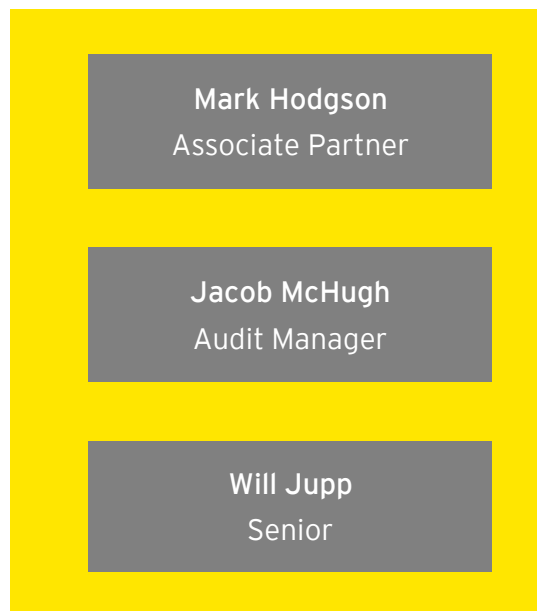 Mark Hodgson
Associate Partner
Jacob McHugh
Audit Manager
Will Jupp
Senior